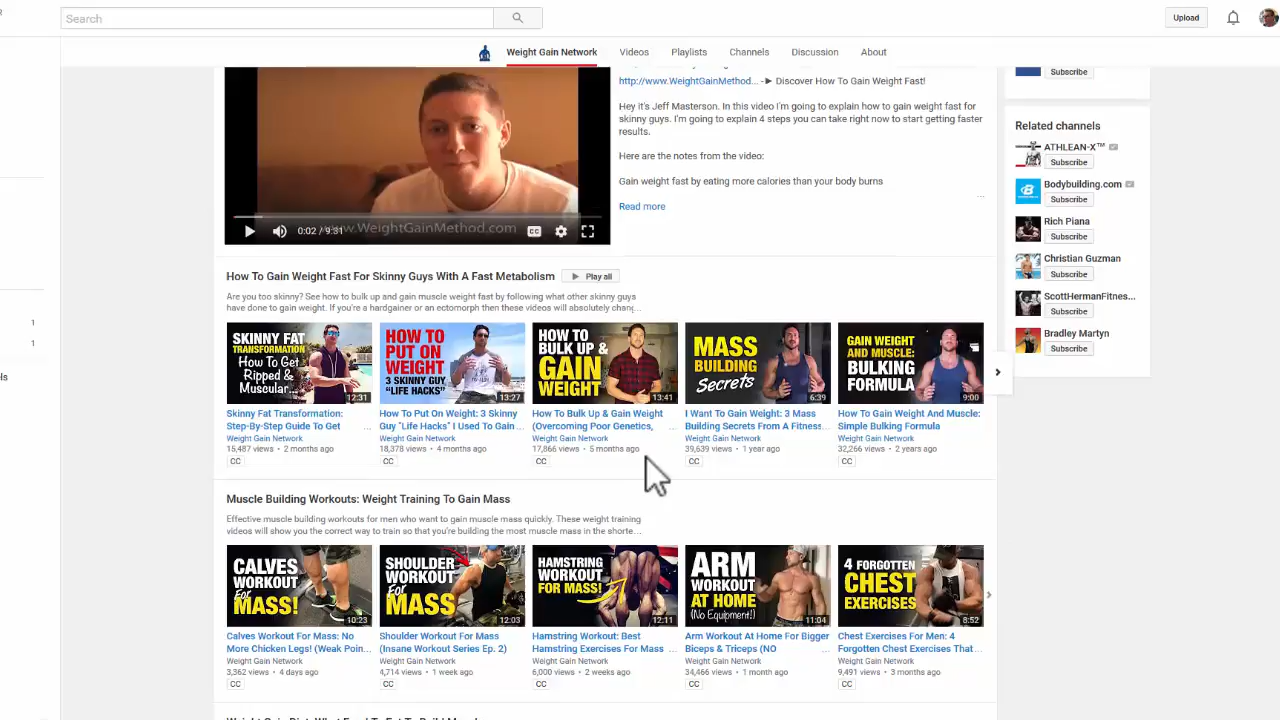 Search
Upload
Weight Gain Network Videos Playlists Channels Discussion About
http://www.WeightGainMethod... -► Discover How To Gain Weight Fast!
Hey it's Jeff Masterson. In this video I'm going to explain how to gain weight fast for
skinny guys. I'm going to explain 4 steps you can take right now to start getting faster
results.
Here are the notes from the video:
Gain weight fast by eating more calories than your body burns
...
Read more
www.WeightGainMethod.com
0:02 / 9:31
CC
Subscribe
Related channels
ATHLEAN-X™
Subscribe
Bodybuilding.com
Subscribe
Rich Piana
Subscribe
Christian Guzman
Subscribe
ScottHermanFitnes...
Subscribe
Bradley Martyn
Subscribe
1
1
els
How To Gain Weight Fast For Skinny Guys With A Fast Metabolism Play all
Are you too skinny? See how to bulk up and gain muscle weight fast by following what other skinny guys
have done to gain weight. If you're a hardgainer or an ectomorph then these videos will absolutely chang...
SKINNY FAT
TRANSFORMATION:
How To Get
Ripped &
Muscular
12:31
Skinny Fat Transformation:
Step-By-Step Guide To Get ...
Weight Gain Network
15,487 views • 2 months ago
CC
HOW TO
PUT ON
WEIGHT
3 SKINNY GUY
"LIFE HACKS"
13:27
How To Put On Weight: 3 Skinny
Guy "Life Hacks" I Used To Gain ...
Weight Gain Network
18,378 views • 4 months ago
CC
HOW TO
BULK UP &
GAIN
WEIGHT
13:41
How To Bulk Up & Gain Weight
(Overcoming Poor Genetics, ...
Weight Gain Network
17,866 views • 5 months ago
CC
MASS
BUILDING
Secrets
6:39
I Want To Gain Weight: 3 Mass
Building Secrets From A Fitness...
Weight Gain Network
39,639 views • 1 year ago
CC
GAIN WEIGHT
AND MUSCLE:
BULKING
FORMULA
9:00
How To Gain Weight And Muscle:
Simple Bulking Formula
Weight Gain Network
32,266 views • 2 years ago
CC
Muscle Building Workouts: Weight Training To Gain Mass
Effective muscle building workouts for men who want to gain muscle mass quickly. These weight training
videos will show you the correct way to train so that you're building the most muscle mass in the shorte...
CALVES
WORKOUT
For
MASS!
10:23
Calves Workout For Mass: No
More Chicken Legs! (Weak Poin...
Weight Gain Network
3,362 views • 4 days ago
CC
SHOULDER
WORKOUT
For
MASS
12:03
Shoulder Workout For Mass
(Insane Workout Series Ep. 2)
Weight Gain Network
4,714 views • 1 week ago
CC
HAMSTRING
WORKOUT
FOR MASS!
12:11
Hamstring Workout: Best
Hamstring Exercises For Mass ...
Weight Gain Network
6,000 views • 2 weeks ago
CC
ARM
WORKOUT
AT HOME
(No Equipment!)
11:04
Arm Workout At Home For Bigger
Biceps & Triceps (NO ...
Weight Gain Network
34,466 views • 1 month ago
CC
4 FORGOTTEN
CHEST
EXERCISES
8:52
Chest Exercises For Men: 4
Forgotten Chest Exercises That ...
Weight Gain Network
9,491 views • 3 months ago
CC